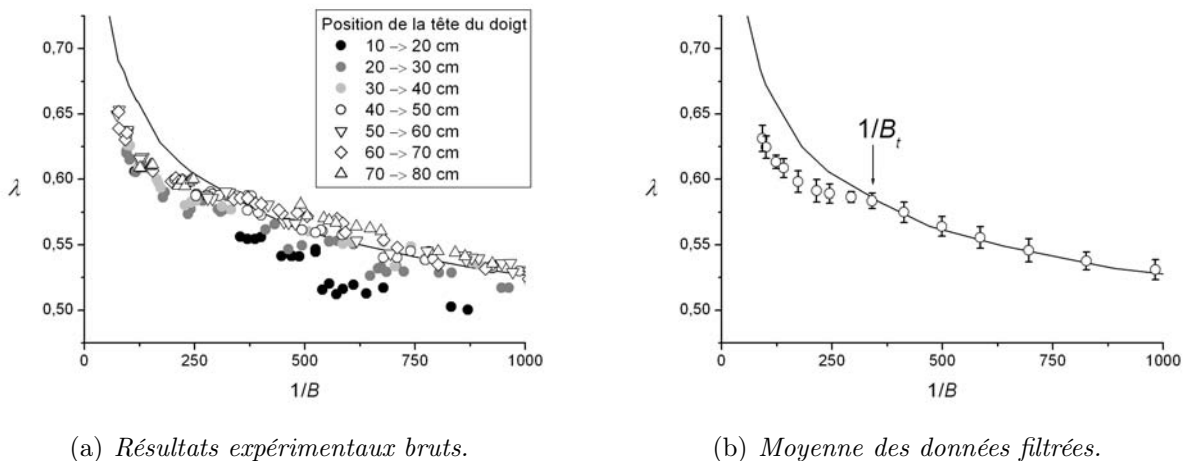 0,70
0,65
0,60
0,55
0,50
λ
0
250
500
750
1000
1/B
Position de la tête du doigt
10 –> 20 cm
20 –> 30 cm
30 –> 40 cm
40 –> 50 cm
50 –> 60 cm
60 –> 70 cm
70 –> 80 cm
(a) Résultats expérimentaux bruts.
0,70
0,65
0,60
0,55
0,50
λ
1/Bt
0
250
500
750
1000
1/B
(b) Moyenne des données filtrées.